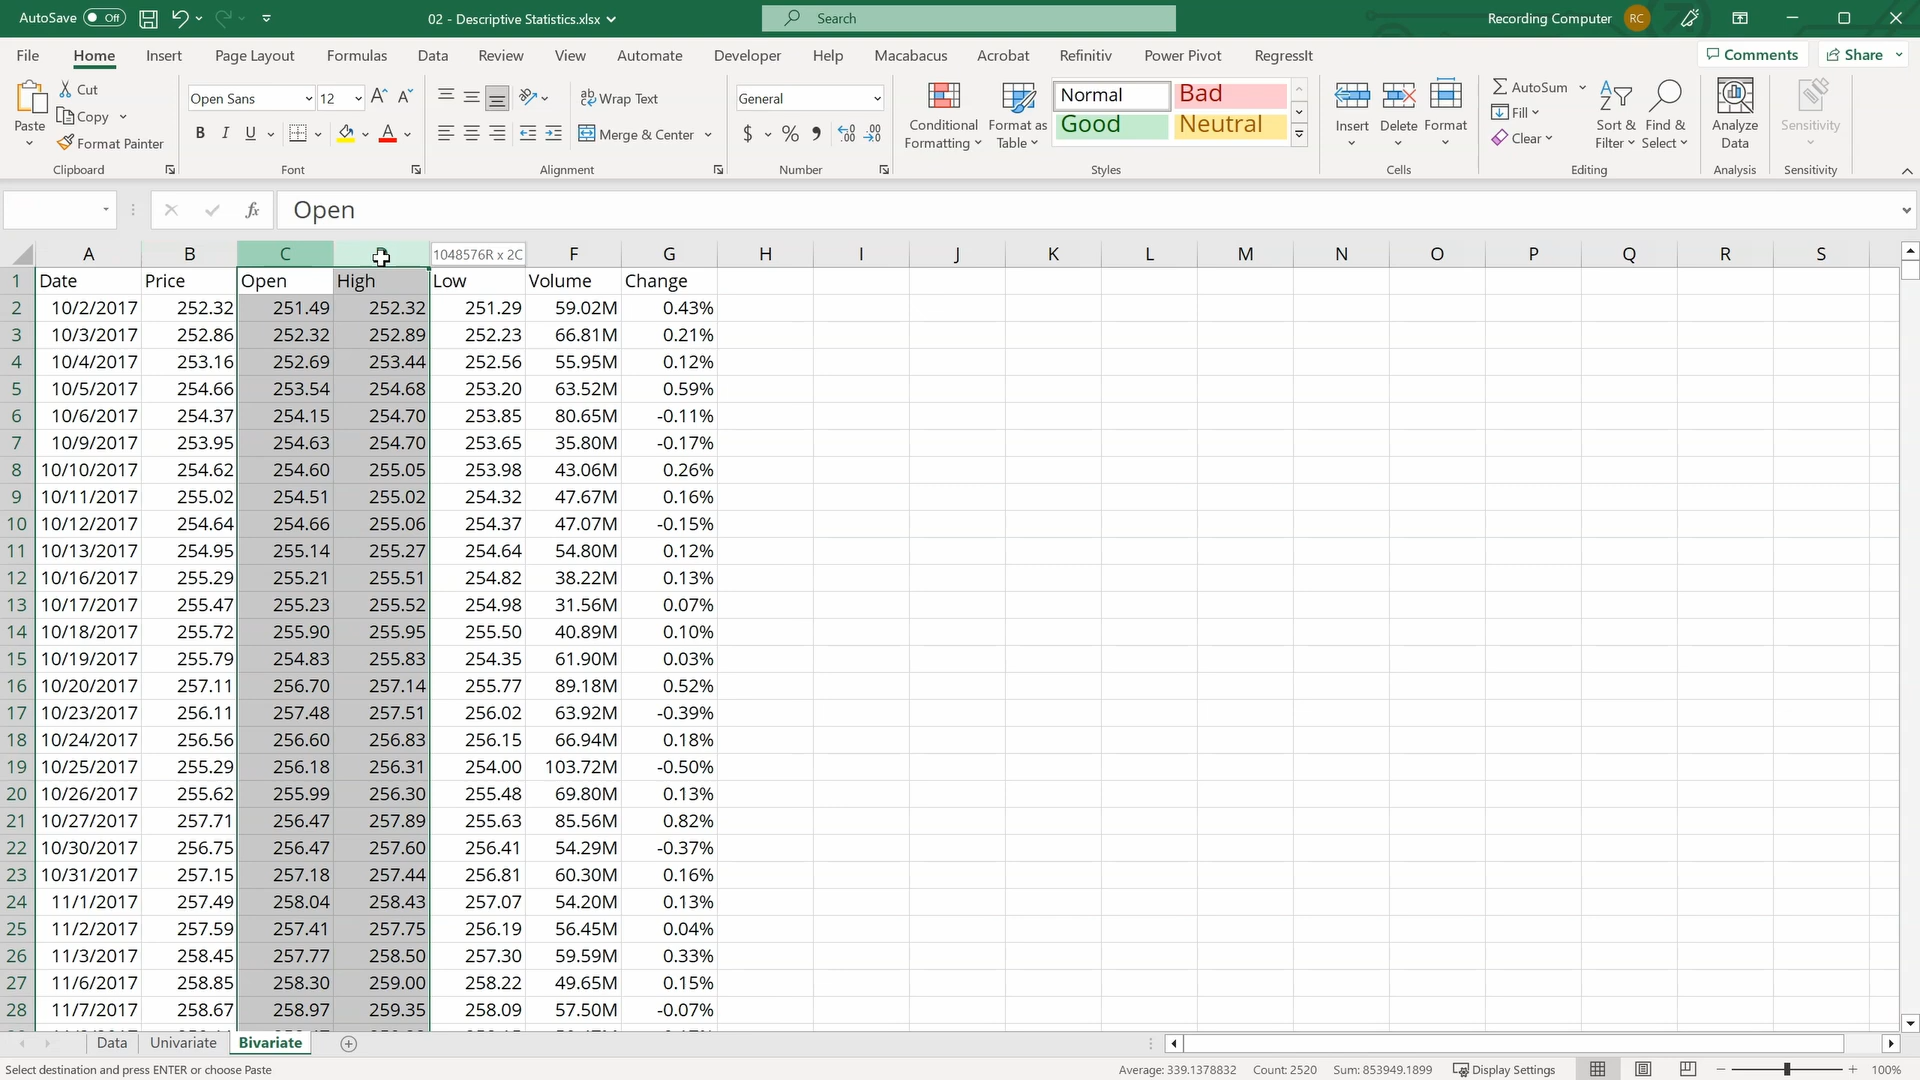 AutoSave Off 02 - Descriptive Statistics.xlsx Search Recording Computer RC
File Home Insert Page Layout Formulas Data Review View Automate Developer Help Macabacus Acrobat Refinitiv Power Pivot RegressIt Comments Share
Paste Cut Copy Format Painter Clipboard
Open Sans 12 A A B I U A Font
ab Wrap Text Merge & Center Alignment
General $ % , Number
Conditional Formatting Format as Table Normal Bad Good Neutral Styles
Insert Delete Format Cells
AutoSum Fill Clear Sort & Filter Find & Select Editing
Analyze Data Analysis
Sensitivity Sensitivity
fx Open
A B C 1048576R x 2C F G H I J K L M N O P Q R S
1 Date Price Open High Low Volume Change
2 10/2/2017 252.32 251.49 252.32 251.29 59.02M 0.43%
3 10/3/2017 252.86 252.32 252.89 252.23 66.81M 0.21%
4 10/4/2017 253.16 252.69 253.44 252.56 55.95M 0.12%
5 10/5/2017 254.66 253.54 254.68 253.20 63.52M 0.59%
6 10/6/2017 254.37 254.15 254.70 253.85 80.65M -0.11%
7 10/9/2017 253.95 254.63 254.70 253.65 35.80M -0.17%
8 10/10/2017 254.62 254.60 255.05 253.98 43.06M 0.26%
9 10/11/2017 255.02 254.51 255.02 254.32 47.67M 0.16%
10 10/12/2017 254.64 254.66 255.06 254.37 47.07M -0.15%
11 10/13/2017 254.95 255.14 255.27 254.64 54.80M 0.12%
12 10/16/2017 255.29 255.21 255.51 254.82 38.22M 0.13%
13 10/17/2017 255.47 255.23 255.52 254.98 31.56M 0.07%
14 10/18/2017 255.72 255.90 255.95 255.50 40.89M 0.10%
15 10/19/2017 255.79 254.83 255.83 254.35 61.90M 0.03%
16 10/20/2017 257.11 256.70 257.14 255.77 89.18M 0.52%
17 10/23/2017 256.11 257.48 257.51 256.02 63.92M -0.39%
18 10/24/2017 256.56 256.60 256.83 256.15 66.94M 0.18%
19 10/25/2017 255.29 256.18 256.31 254.00 103.72M -0.50%
20 10/26/2017 255.62 255.99 256.30 255.48 69.80M 0.13%
21 10/27/2017 257.71 256.47 257.89 255.63 85.56M 0.82%
22 10/30/2017 256.75 256.47 257.60 256.41 54.29M -0.37%
23 10/31/2017 257.15 257.18 257.44 256.81 60.30M 0.16%
24 11/1/2017 257.49 258.04 258.43 257.07 54.20M 0.13%
25 11/2/2017 257.59 257.41 257.75 256.19 56.45M 0.04%
26 11/3/2017 258.45 257.77 258.50 257.30 59.59M 0.33%
27 11/6/2017 258.85 258.30 259.00 258.22 49.65M 0.15%
28 11/7/2017 258.67 258.97 259.35 258.09 57.50M -0.07%
Data Univariate Bivariate
Select destination and press ENTER or choose Paste Average: 339.1378832 Count: 2520 Sum: 853949.1899 Display Settings 100%